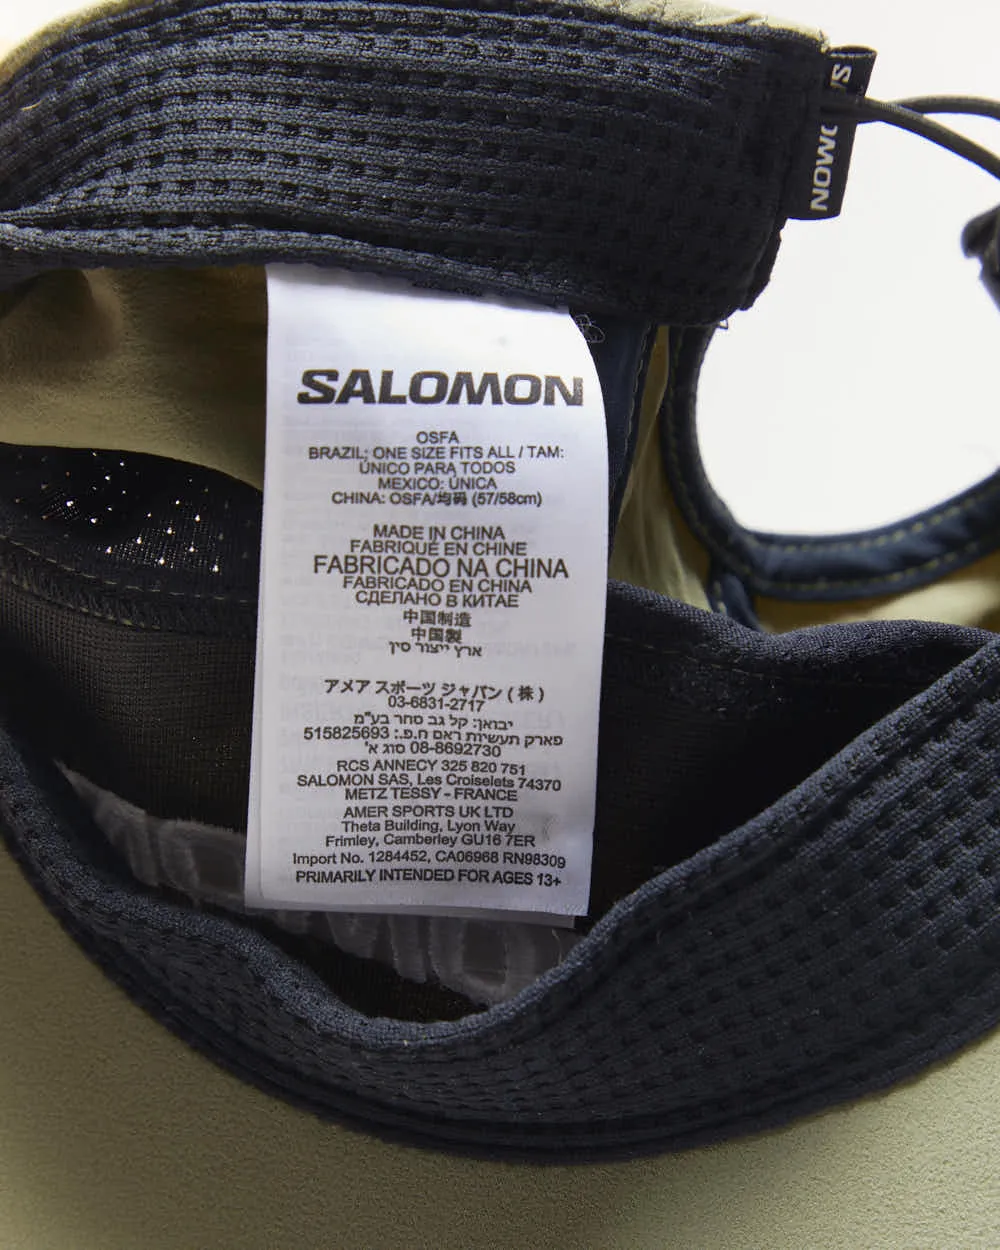 SALOMON
SALOMON
OSFA
BRAZIL: ONE SIZE FITS ALL / TAM:
ÚNICO PARA TODOS
MEXICO: ÚNICA
CHINA: OSFA/均码 (57/58cm)
MADE IN CHINA
FABRIQUÉ EN CHINE
FABRICADO NA CHINA
FABRICADO EN CHINA
СДЕЛАНО В КИТАЕ
中国制造
中国製
ארץ ייצור סין
アメア スポーツ ジャパン ( 株 )
03-6831-2717
יבואן: קל גב סחר בע"מ
פארק תעשיות ראם ח.פ.: 515825693
08-8692730 סוג א'
RCS ANNECY 325 820 751
SALOMON SAS, Les Croiselets 74370
METZ TESSY - FRANCE
AMER SPORTS UK LTD
Theta Building, Lyon Way
Frimley, Camberley GU16 7ER
Import No. 1284452, CA06968 RN98309
PRIMARILY INTENDED FOR AGES 13+